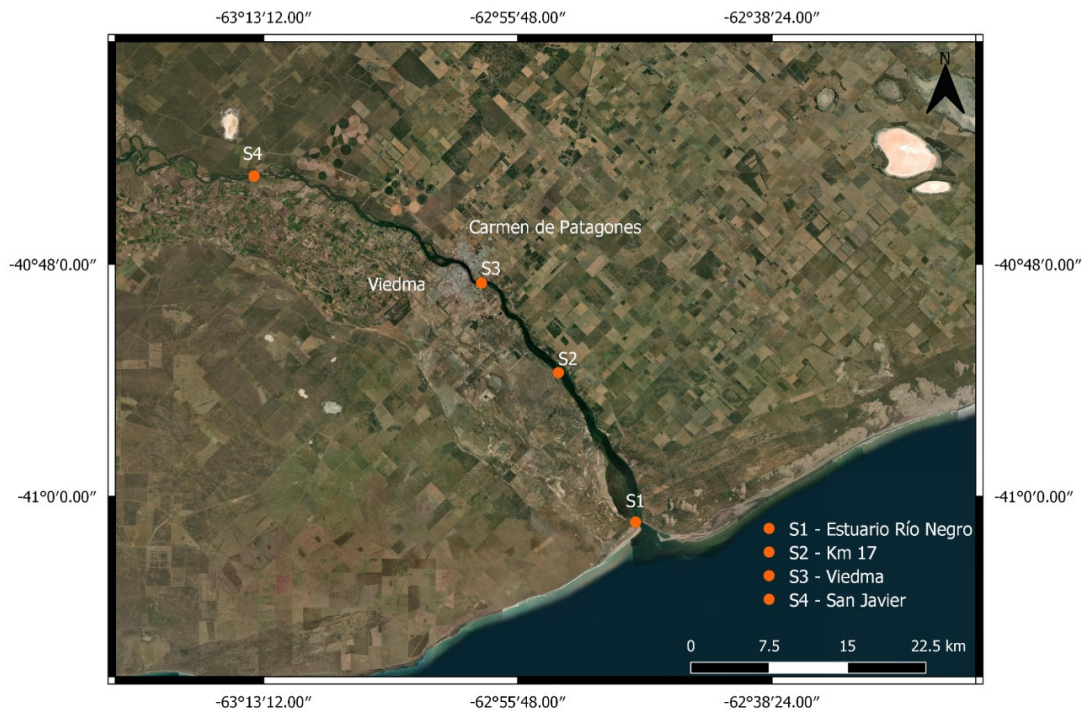 -63°13′12.00″
-62°55′48.00″
-62°38′24.00″
N
S4
Carmen de Patagones
-40°48′0.00″
-40°48′0.00″
S3
Viedma
S2
-41°0′0.00″
-41°0′0.00″
S1
S1 - Estuario Río Negro
S2 - Km 17
S3 - Viedma
S4 - San Javier
0 7.5 15 22.5 km
-63°13′12.00″
-62°55′48.00″
-62°38′24.00″